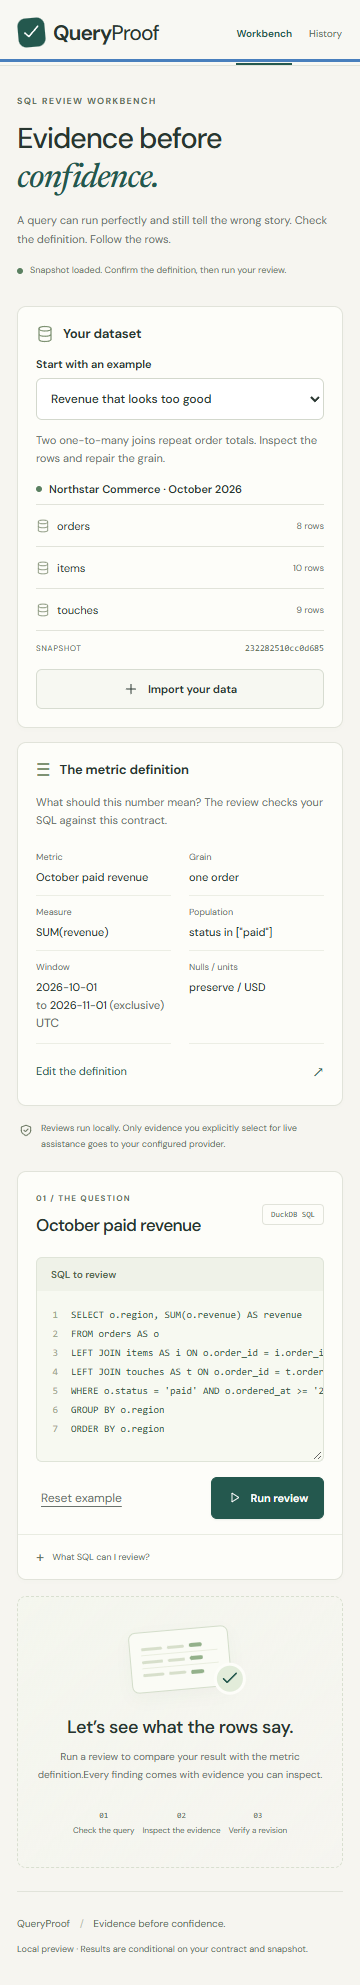 QueryProof
Workbench
History
SQL REVIEW WORKBENCH
Evidence before
confidence.
A query can run perfectly and still tell the wrong story. Check
the definition. Follow the rows.
Snapshot loaded. Confirm the definition, then run your review.
Your dataset
Start with an example
Revenue that looks too good
Two one-to-many joins repeat order totals. Inspect the
rows and repair the grain.
Northstar Commerce · October 2026
orders 8 rows
items 10 rows
touches 9 rows
SNAPSHOT 232282510cc0d685
+ Import your data
The metric definition
What should this number mean? The review checks your
SQL against this contract.
Metric
October paid revenue
Grain
one order
Measure
SUM(revenue)
Population
status in ["paid"]
Window
2026-10-01
to 2026-11-01 (exclusive)
UTC
Nulls / units
preserve / USD
Edit the definition ↗
Reviews run locally. Only evidence you explicitly select for live
assistance goes to your configured provider.
01 / THE QUESTION
October paid revenue
DuckDB SQL
SQL to review
1 SELECT o.region, SUM(o.revenue) AS revenue
2 FROM orders AS o
3 LEFT JOIN items AS i ON o.order_id = i.order_i
4 LEFT JOIN touches AS t ON o.order_id = t.order
5 WHERE o.status = 'paid' AND o.ordered_at >= '2
6 GROUP BY o.region
7 ORDER BY o.region
Reset example
Run review
+ What SQL can I review?
Let's see what the rows say.
Run a review to compare your result with the metric
definition.Every finding comes with evidence you can inspect.
01
Check the query
02
Inspect the evidence
03
Verify a revision
QueryProof / Evidence before confidence.
Local preview · Results are conditional on your contract and snapshot.